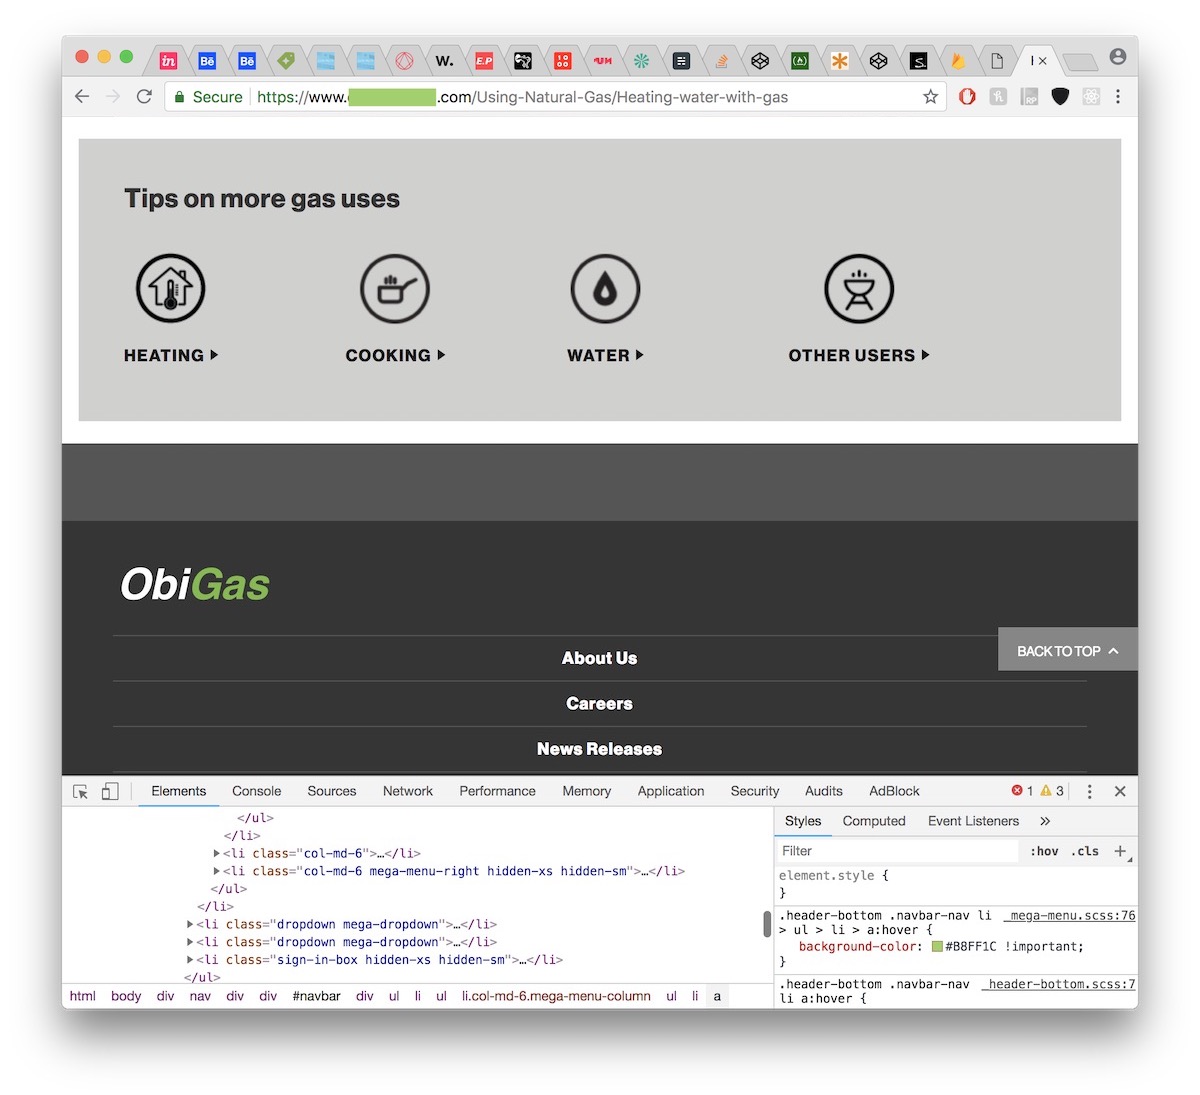 in Bē Bē W. E.P
I ×
Secure https://www. .com/Using-Natural-Gas/Heating-water-with-gas
RP
Tips on more gas uses
HEATING COOKING WATER OTHER USERS
ObiGas
BACK TO TOP
About Us
Careers
News Releases
Elements Console Sources Network Performance Memory Application Security Audits AdBlock 1 3
</ul>
</li>
<li class="col-md-6">…</li>
<li class="col-md-6 mega-menu-right hidden-xs hidden-sm">…</li>
</ul>
</li>
<li class="dropdown mega-dropdown">…</li>
<li class="dropdown mega-dropdown">…</li>
<li class="sign-in-box hidden-xs hidden-sm">…</li>
</ul>
html body div nav div div #navbar div ul li ul li.col-md-6.mega-menu-column ul li a
Styles Computed Event Listeners »
Filter :hov .cls +
element.style {
}
.header-bottom .navbar-nav li _mega-menu.scss:76
> ul > li > a:hover {
background-color: #B8FF1C !important;
}
.header-bottom .navbar-nav _header-bottom.scss:7
li a:hover {